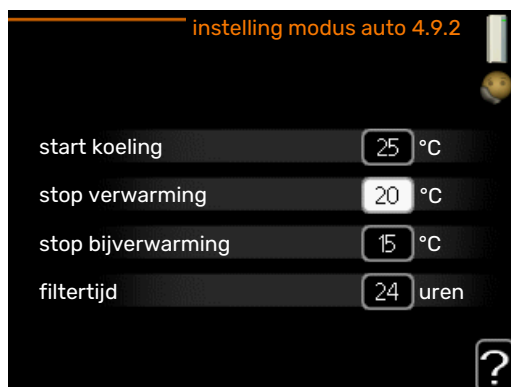 instelling modus auto 4.9.2
start koeling 25 °C
stop verwarming 20 °C
stop bijverwarming 15 °C
filtertijd 24 uren
?